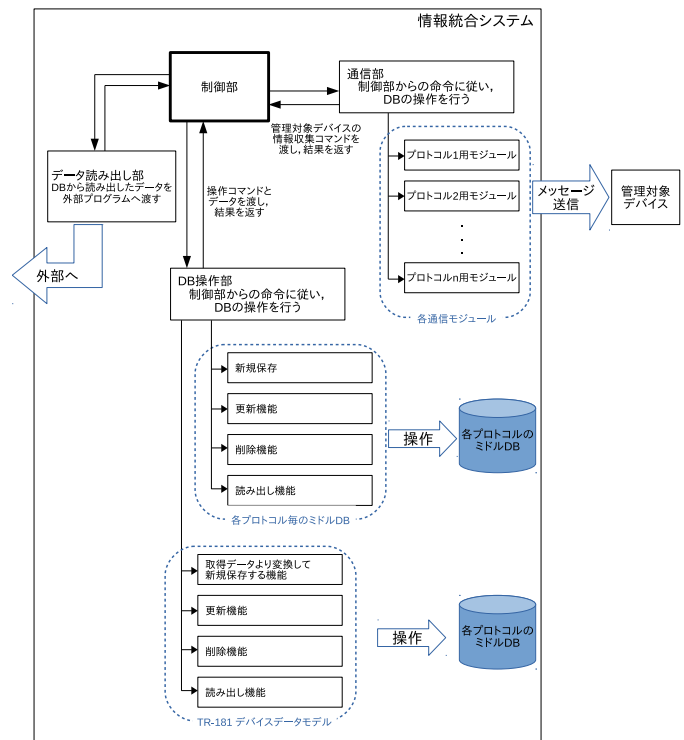 情報統合システム
制御部
通信部
制御部からの命令に従い,
DBの操作を行う
管理対象デバイスの
情報収集コマンドを
渡し,結果を返す
プロトコル1用モジュール
プロトコル2用モジュール
・
・
・
プロトコルn用モジュール
各通信モジュール
メッセージ
送信
管理対象
デバイス
データ読み出し部
DBから読み出したデータを
外部プログラムへ渡す
操作コマンドと
データを渡し,
結果を返す
外部へ
DB操作部
制御部からの命令に従い,
DBの操作を行う
新規保存
更新機能
削除機能
読み出し機能
各プロトコル毎のミドルDB
操作
各プロトコルの
ミドルDB
取得データより変換して
新規保存する機能
更新機能
削除機能
読み出し機能
TR-181 デバイスデータモデル
操作
各プロトコルの
ミドルDB